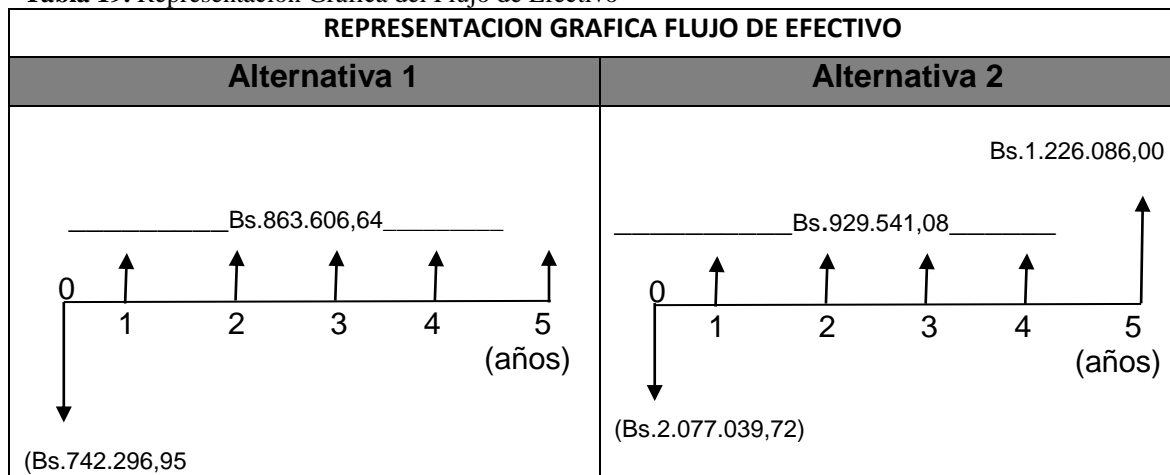 Tabla 19. Representación Gráfica del Flujo de Efectivo
REPRESENTACION GRAFICA FLUJO DE EFECTIVO
Alternativa 1
Alternativa 2
Bs.863.606,64
0
1 2 3 4 5
(años)
(Bs.742.296,95
Bs.1.226.086,00
Bs.929.541,08
0
1 2 3 4 5
(años)
(Bs.2.077.039,72)